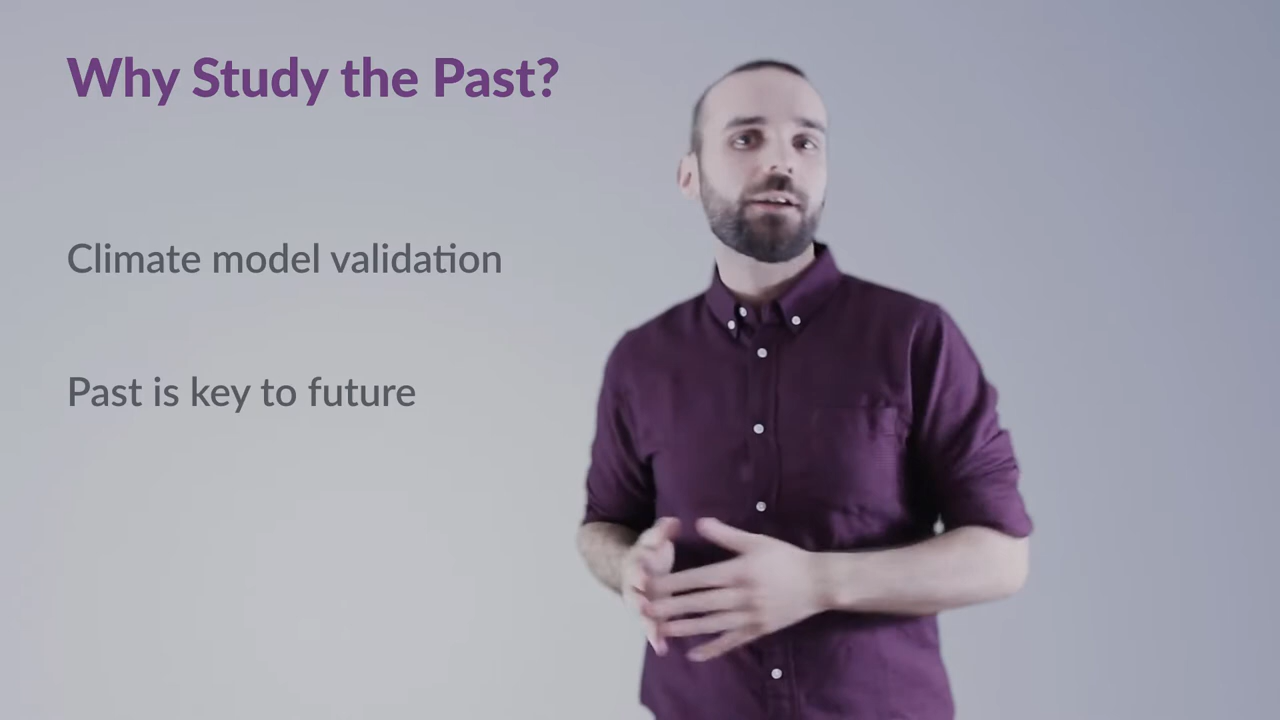 Why Study the Past?
Climate model validation
Past is key to future